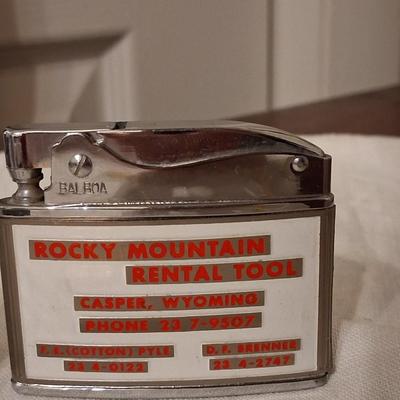 BALBOA
ROCKY MOUNTAIN
RENTAL TOOL
CASPER, WYOMING
PHONE 23 7-9507
F. E. (COTTON) PYLE D. F. BRENNER
23 4-0122 23 4-2747